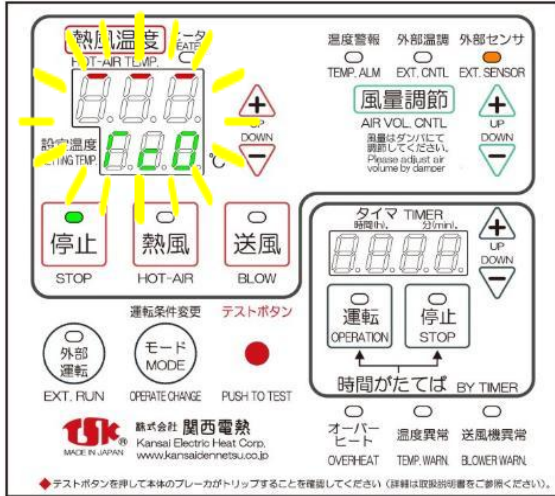 熱風温度 ヒータ
HOT-AIR TEMP. HEATER
温度警報 外部温調 外部センサ
TEMP. ALM EXT. CNTL EXT. SENSOR
UP
DOWN
設定温度
SETTING TEMP.
℃
風量調節
AIR VOL. CNTL
風量はダンパにて
調節してください。
Please adjust air
volume by damper
UP
DOWN
停止 熱風 送風
STOP HOT-AIR BLOW
タイマ TIMER
時間(h). 分(min).
UP
DOWN
運転
OPERATION
停止
STOP
時間がたてば BY TIMER
運転条件変更 テストボタン
外部
運転
モード
MODE
EXT. RUN OPERATE CHANGE PUSH TO TEST
TSK ®
MADE IN JAPAN
株式会社 関西電熱
Kansai Electric Heat Corp.
www.kansaidennetsu.co.jp
オーバー
ヒート
温度異常 送風機異常
OVERHEAT TEMP. WARN. BLOWER WARN.
◆テストボタンを押して本体のブレーカがトリップすることを確認してください（詳細は取扱説明書をご参照ください）。